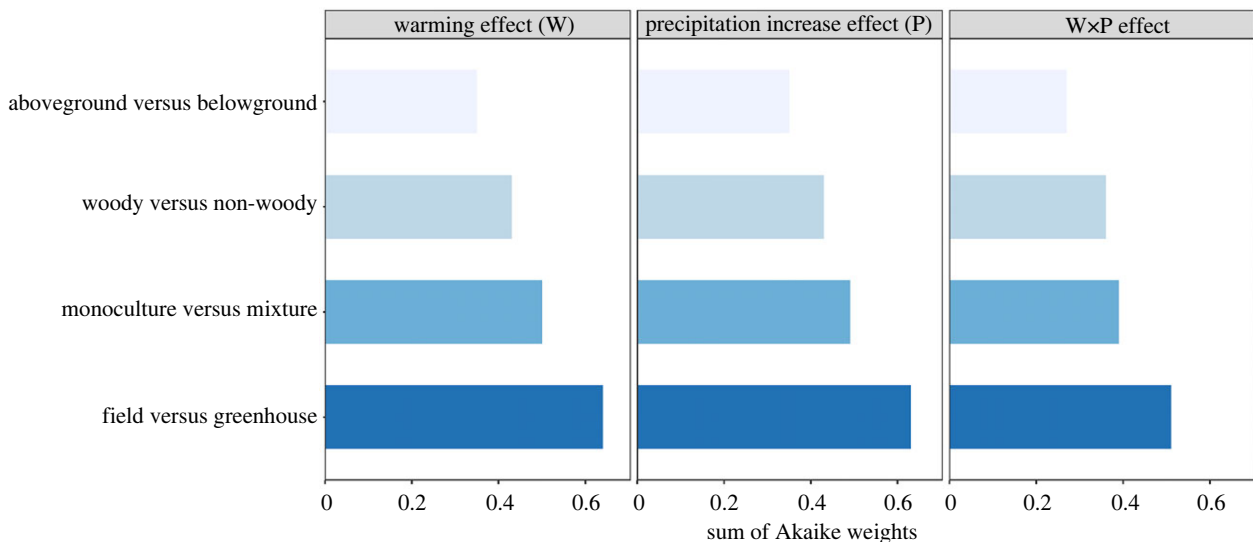 warming effect (W)
precipitation increase effect (P)
W×P effect
aboveground versus belowground
woody versus non-woody
monoculture versus mixture
field versus greenhouse
0 0.2 0.4 0.6
0 0.2 0.4 0.6
0 0.2 0.4 0.6
sum of Akaike weights